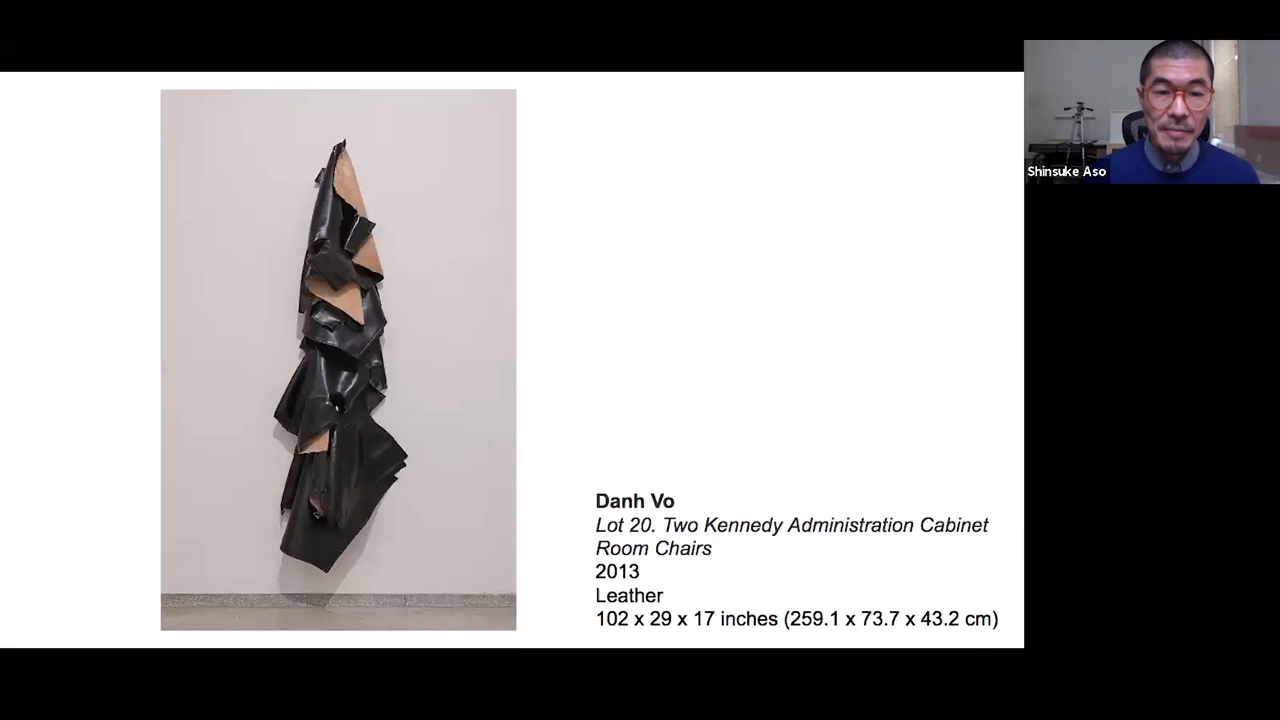 Shinsuke Aso
Danh Vo
Lot 20. Two Kennedy Administration Cabinet
Room Chairs
2013
Leather
102 x 29 x 17 inches (259.1 x 73.7 x 43.2 cm)